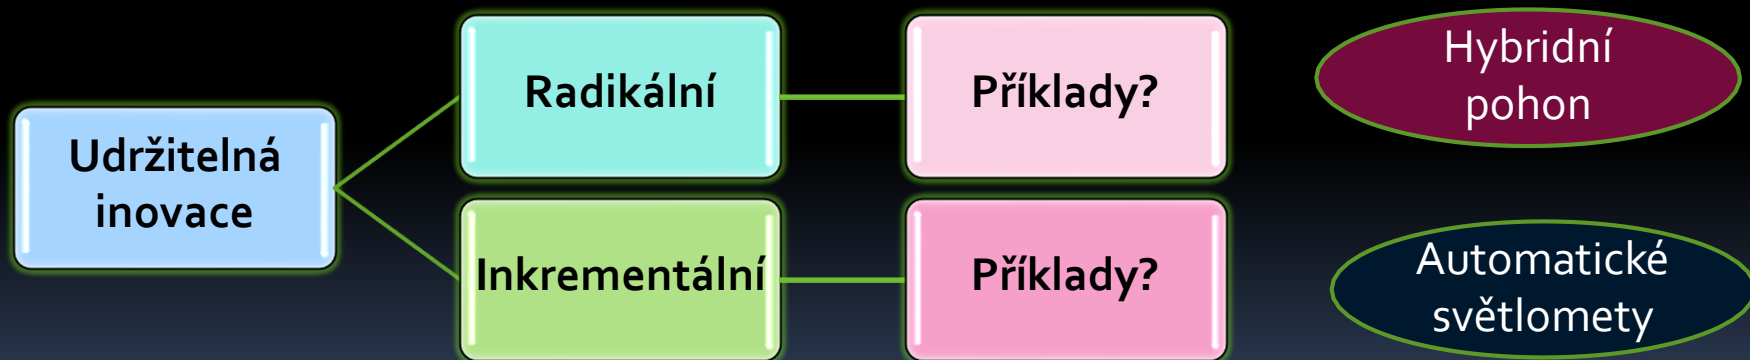 Udržitelná
inovace
Radikální
Příklady?
Hybridní
pohon
Inkrementální
Příklady?
Automatické
světlomety